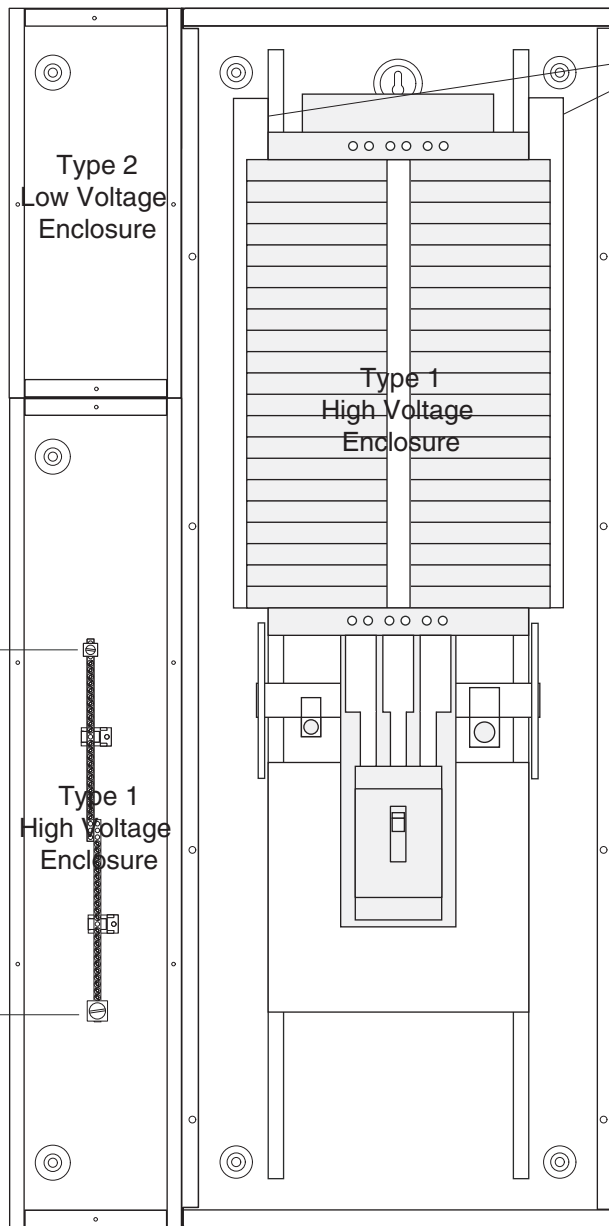 Type 2
Low Voltage
Enclosure
Type 1
High Voltage
Enclosure
Type 1
High Voltage
Enclosure